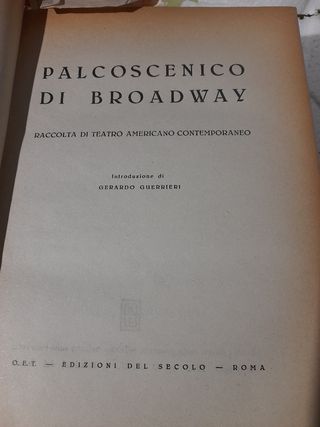 PALCOSCENICO
DI BROADWAY
RACCOLTA DI TEATRO AMERICANO CONTEMPORANEO
Introduzione di
GERARDO GUERRIERI
O.E.T. — EDIZIONI DEL SECOLO — ROMA